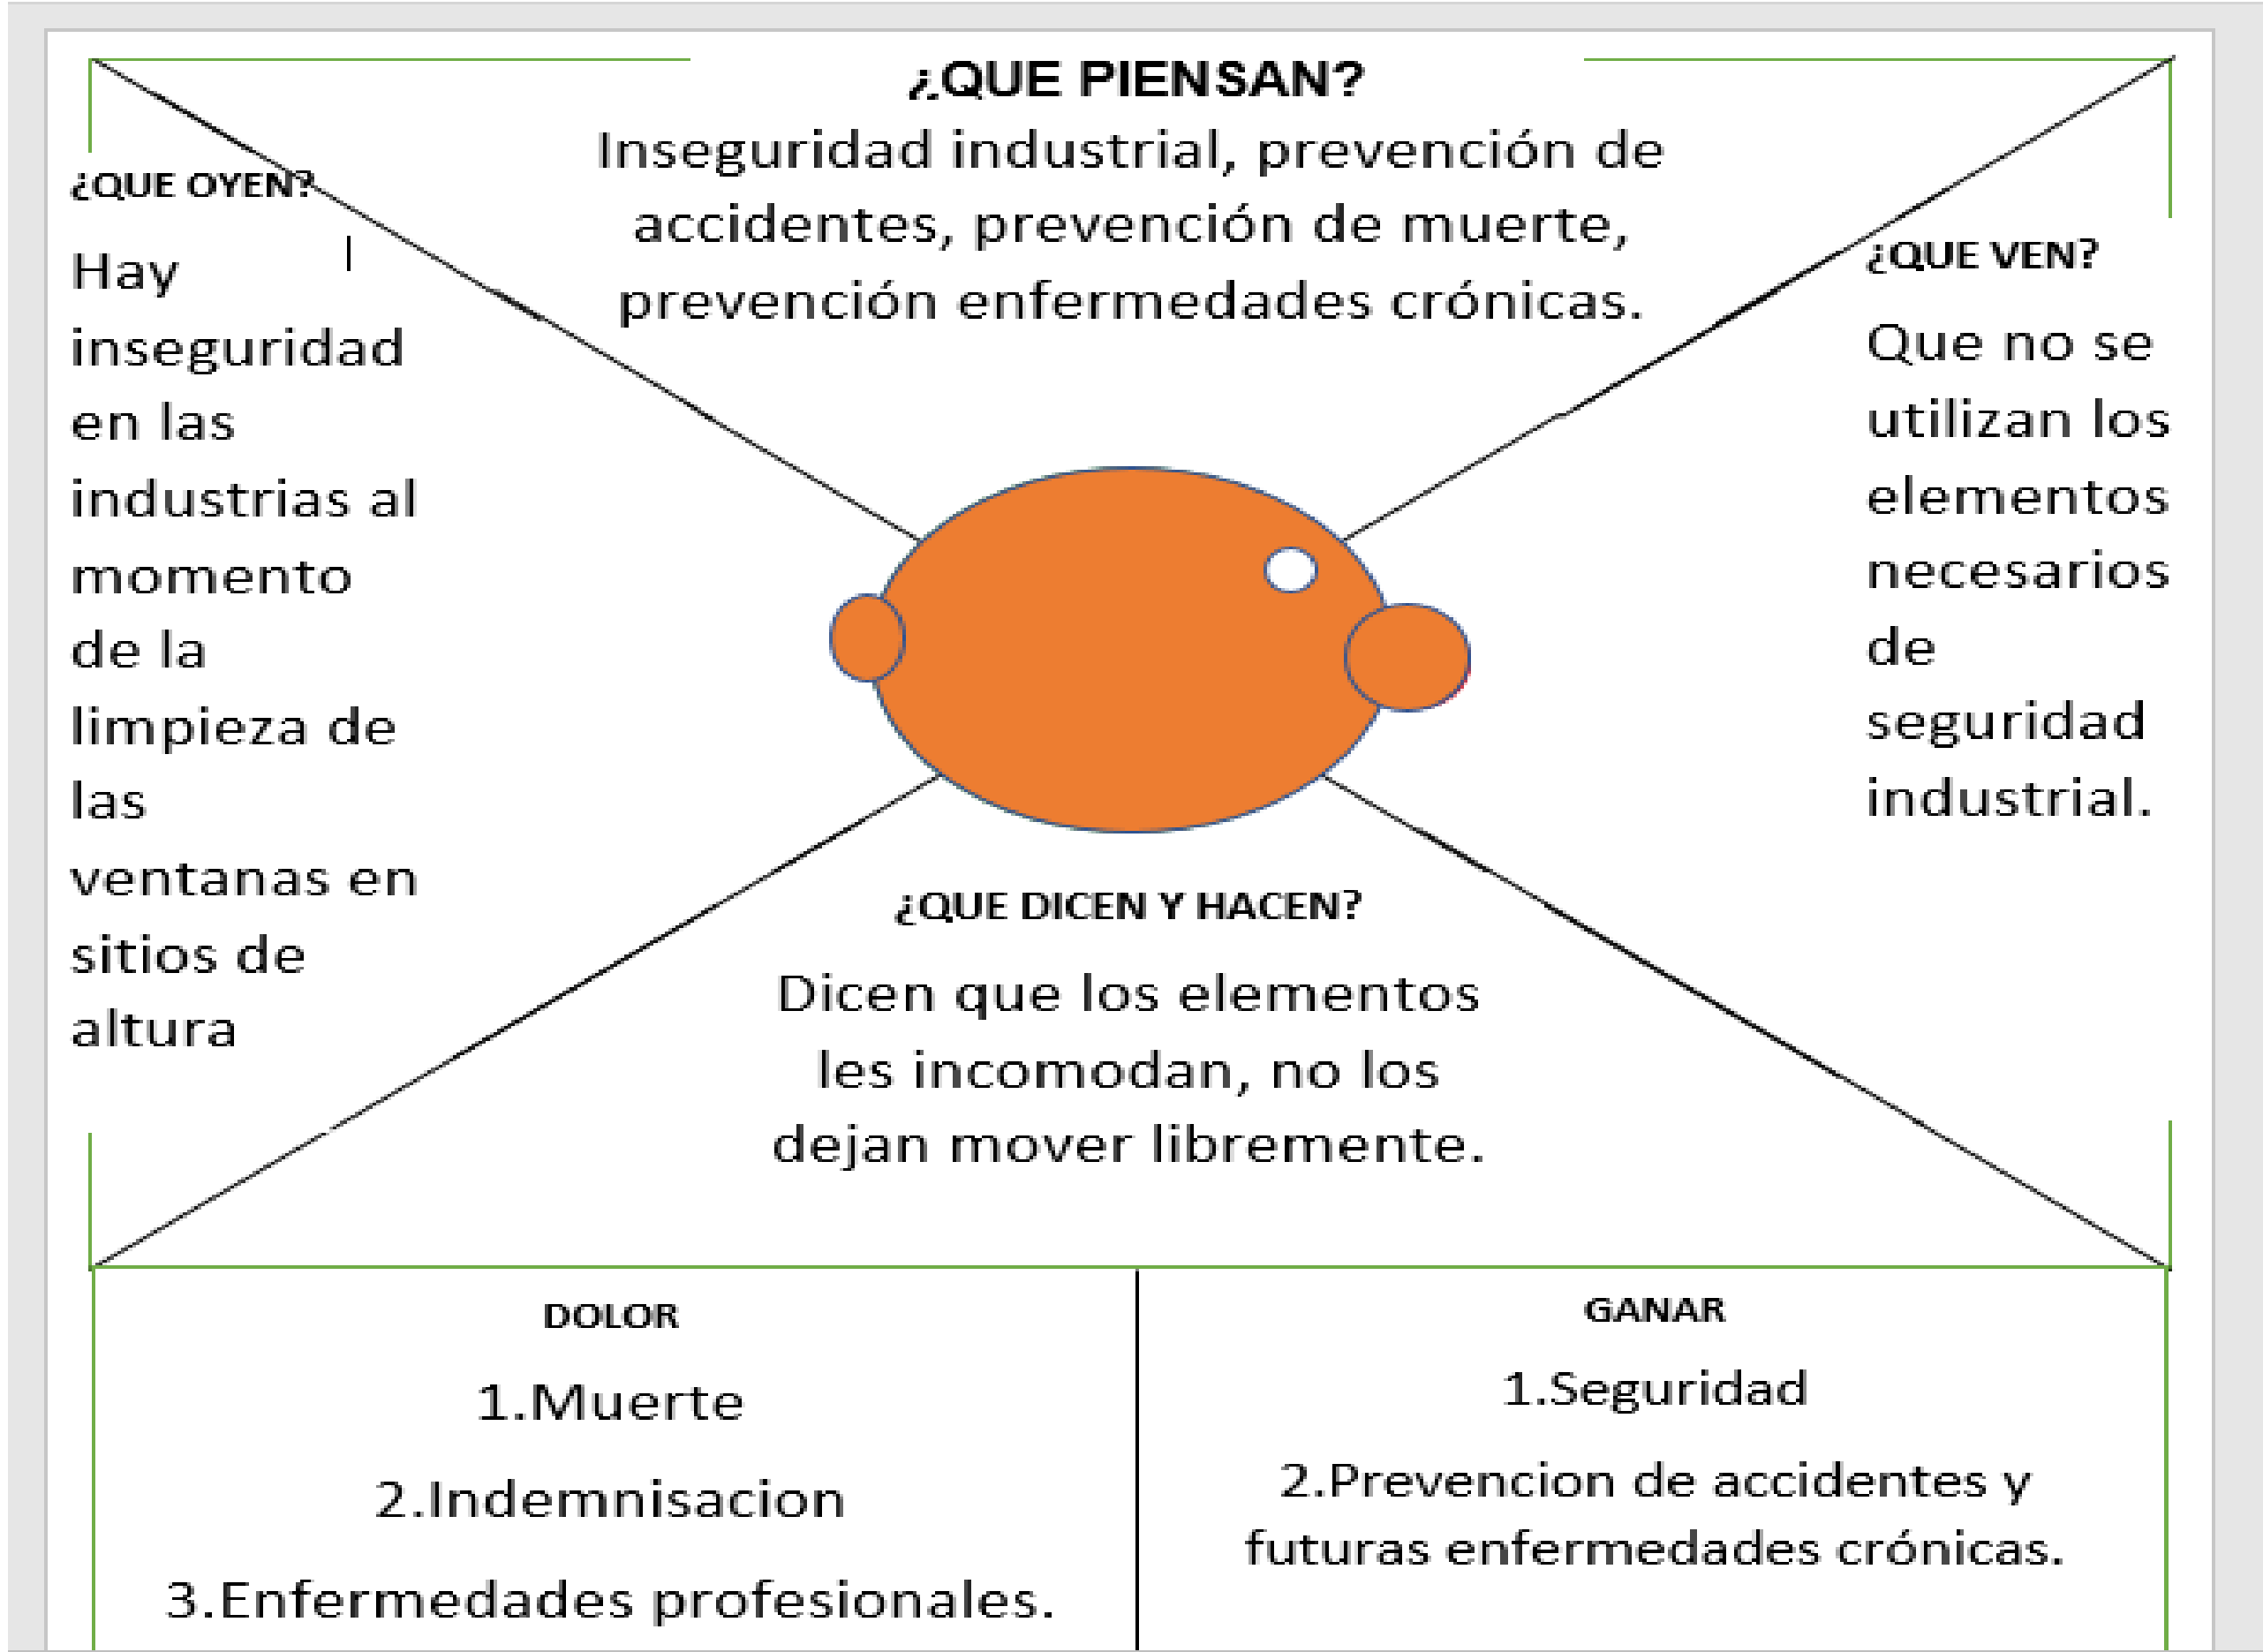 ¿QUE PIENSAN?
Inseguridad industrial, prevención de
accidentes, prevención de muerte,
prevención enfermedades crónicas.
¿QUE OYEN?
Hay
inseguridad
en las
industrias al
momento
de la
limpieza de
las
ventanas en
sitios de
altura
¿QUE VEN?
Que no se
utilizan los
elementos
necesarios
de
seguridad
industrial.
¿QUE DICEN Y HACEN?
Dicen que los elementos
les incomodan, no los
dejan mover libremente.
DOLOR
1.Muerte
2.Indemnisacion
3.Enfermedades profesionales.
GANAR
1.Seguridad
2.Prevencion de accidentes y
futuras enfermedades crónicas.